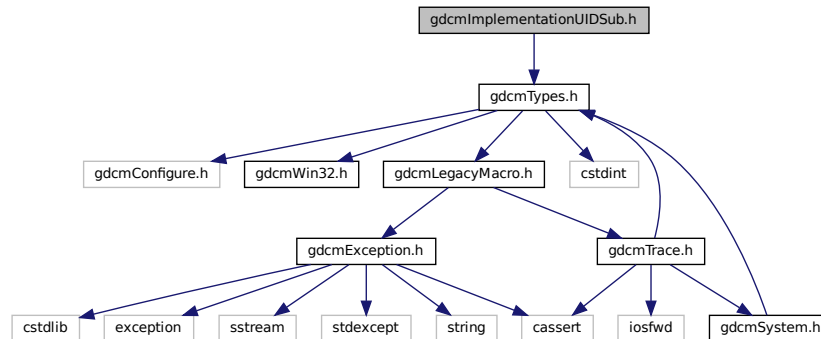 gdcmImplementationUIDSub.h
gdcmTypes.h
gdcmConfigure.h
gdcmWin32.h
gdcmLegacyMacro.h
cstdint
gdcmException.h
gdcmTrace.h
cstdlib
exception
sstream
stdexcept
string
cassert
iosfwd
gdcmSystem.h